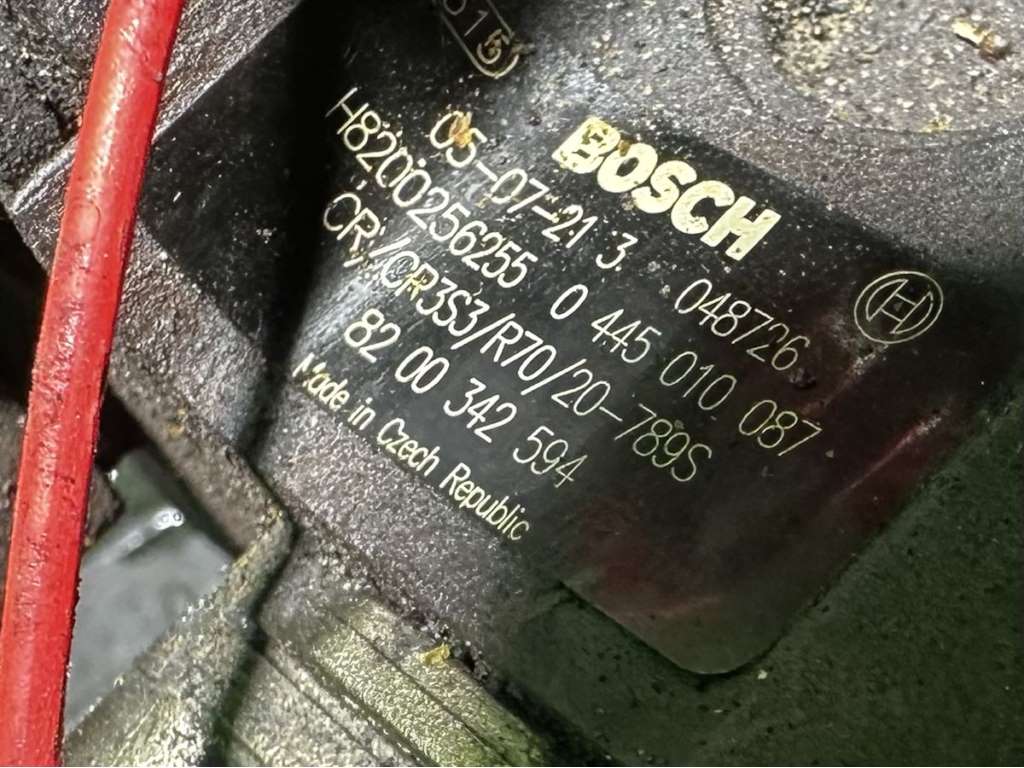 BOSCH
05-07-21 3 048726
H8200256255 0 445 010 087
CR/CR3S3/R70/20-789S
82 00 342 594
Made in Czech Republic